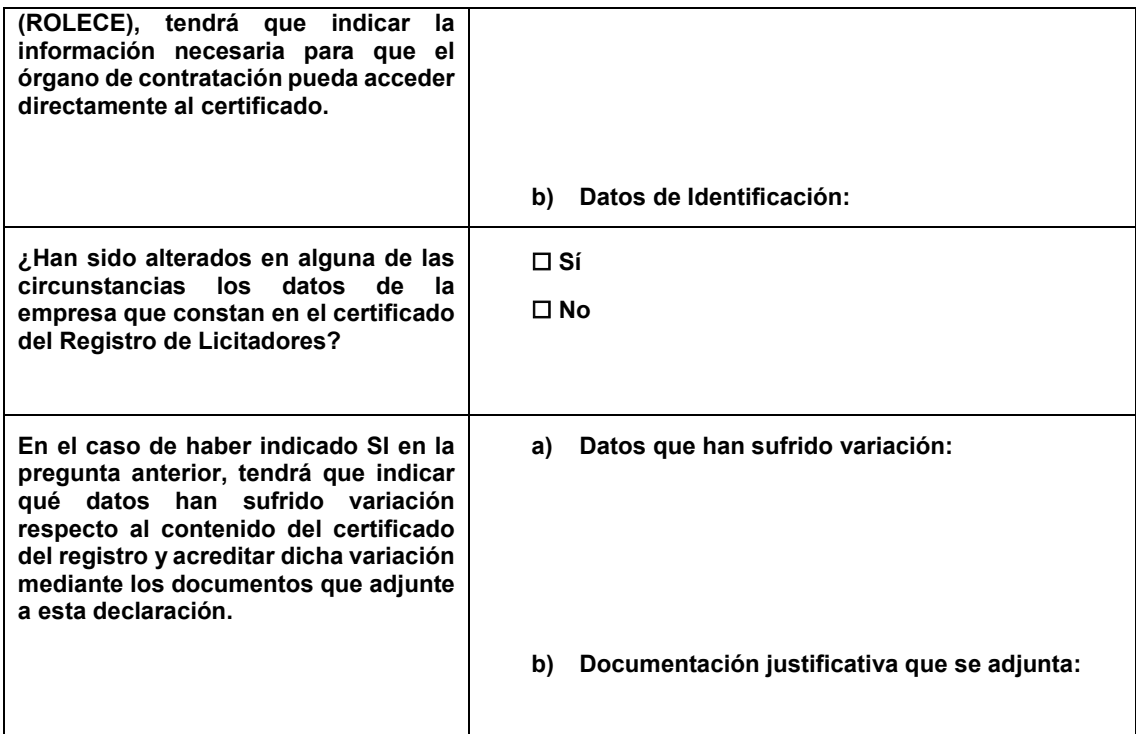 (ROLECE), tendrá que indicar la
información necesaria para que el
órgano de contratación pueda acceder
directamente al certificado.
b) Datos de Identificación:
¿Han sido alterados en alguna de las
circunstancias los datos de la
empresa que constan en el certificado
del Registro de Licitadores?
☐ Sí
☐ No
En el caso de haber indicado SI en la
pregunta anterior, tendrá que indicar
qué datos han sufrido variación
respecto al contenido del certificado
del registro y acreditar dicha variación
mediante los documentos que adjunte
a esta declaración.
a) Datos que han sufrido variación:
b) Documentación justificativa que se adjunta: